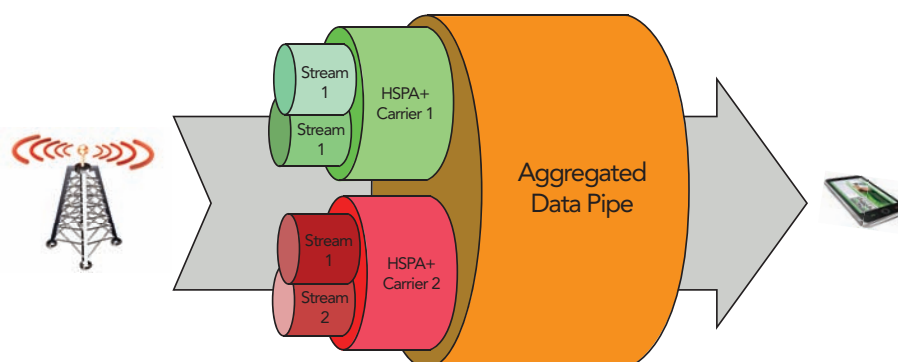 Stream
1
Stream
1
HSPA+
Carrier 1
Aggregated
Data Pipe
Stream
1
Stream
2
HSPA+
Carrier 2